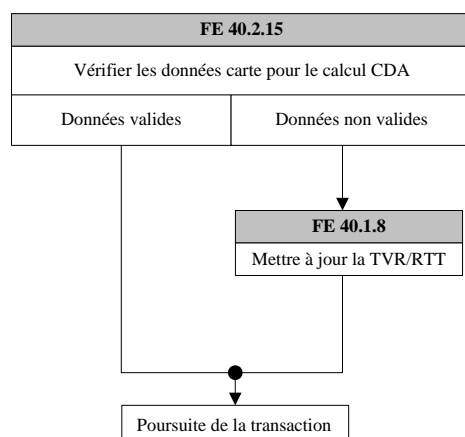 FE 40.2.15
Vérifier les données carte pour le calcul CDA
Données valides
Données non valides
FE 40.1.8
Mettre à jour la TVR/RTT
Poursuite de la transaction